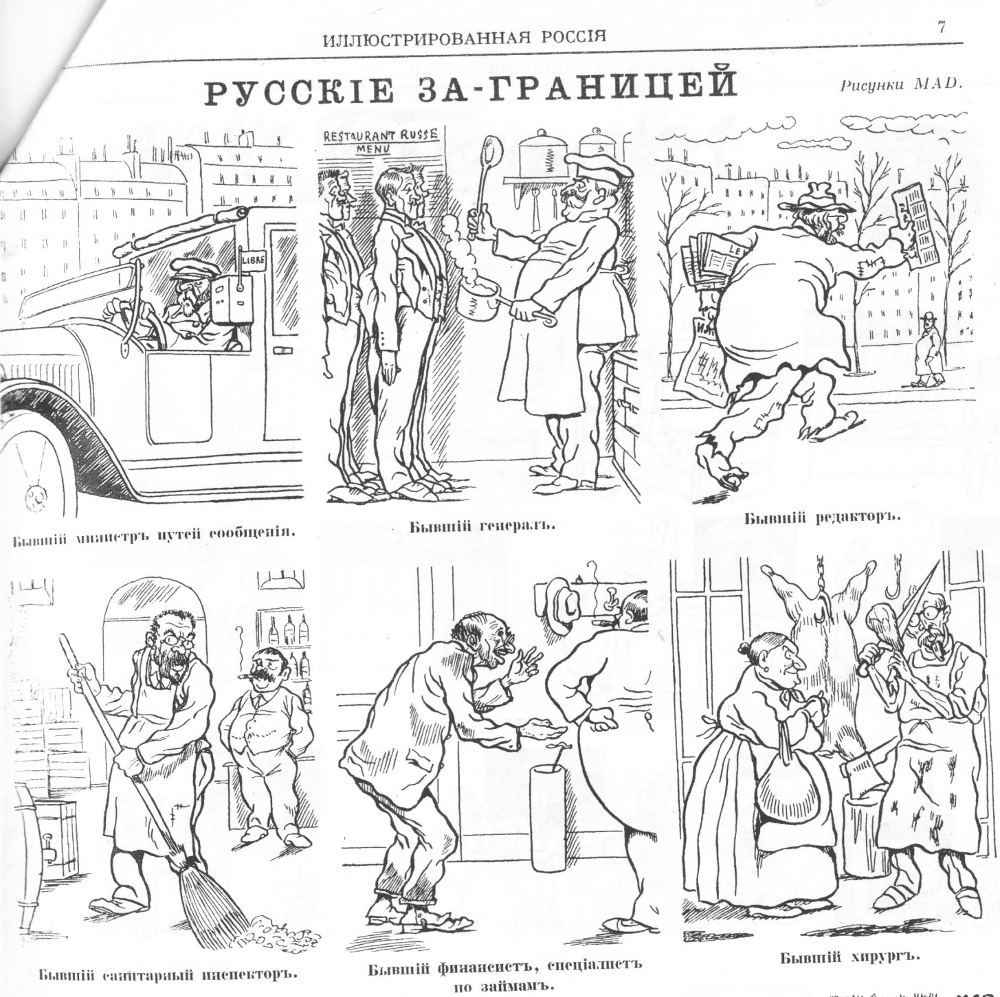 ИЛЛЮСТРИРОВАННАЯ РОССІЯ
7
РУССКІЕ ЗА-ГРАНИЦЕЙ
Рисунки MAD.
LIBRE
RESTAURANT RUSSE
MENU
Бывшій министръ путей сообщенія.
Бывшій генералъ.
Бывшій редакторъ.
Бывшій санитарный инспекторъ.
Бывшій финансистъ, спеціалистъ
по займамъ.
Бывшій хирургъ.